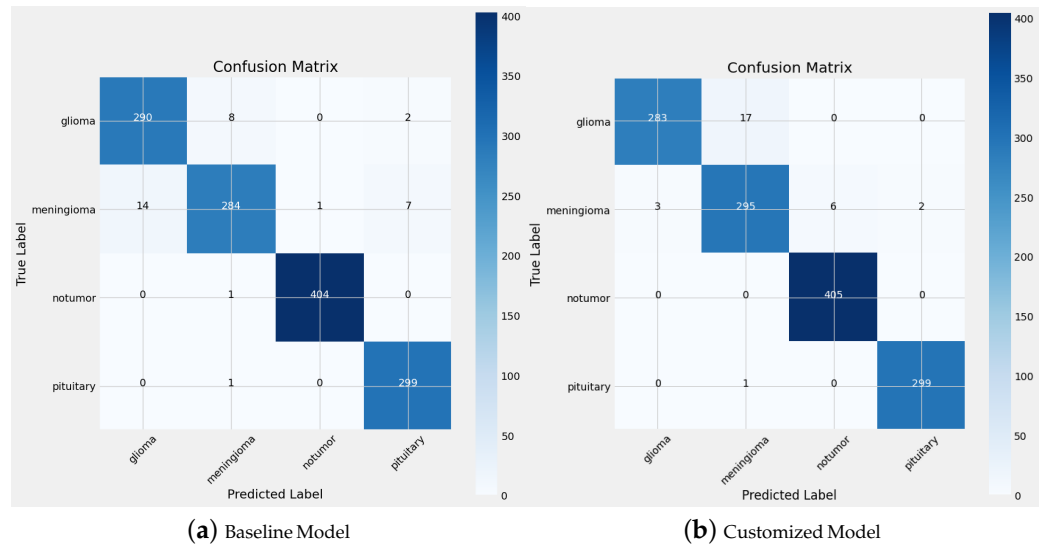 Confusion Matrix
True Label
glioma
290 8 0 2
meningioma
14 284 1 7
notumor
0 1 404 0
pituitary
0 1 0 299
glioma meningioma notumor pituitary
Predicted Label
400
350
300
250
200
150
100
50
0
(a) Baseline Model
Confusion Matrix
True Label
glioma
283 17 0 0
meningioma
3 295 6 2
notumor
0 0 405 0
pituitary
0 1 0 299
glioma meningioma notumor pituitary
Predicted Label
400
350
300
250
200
150
100
50
0
(b) Customized Model